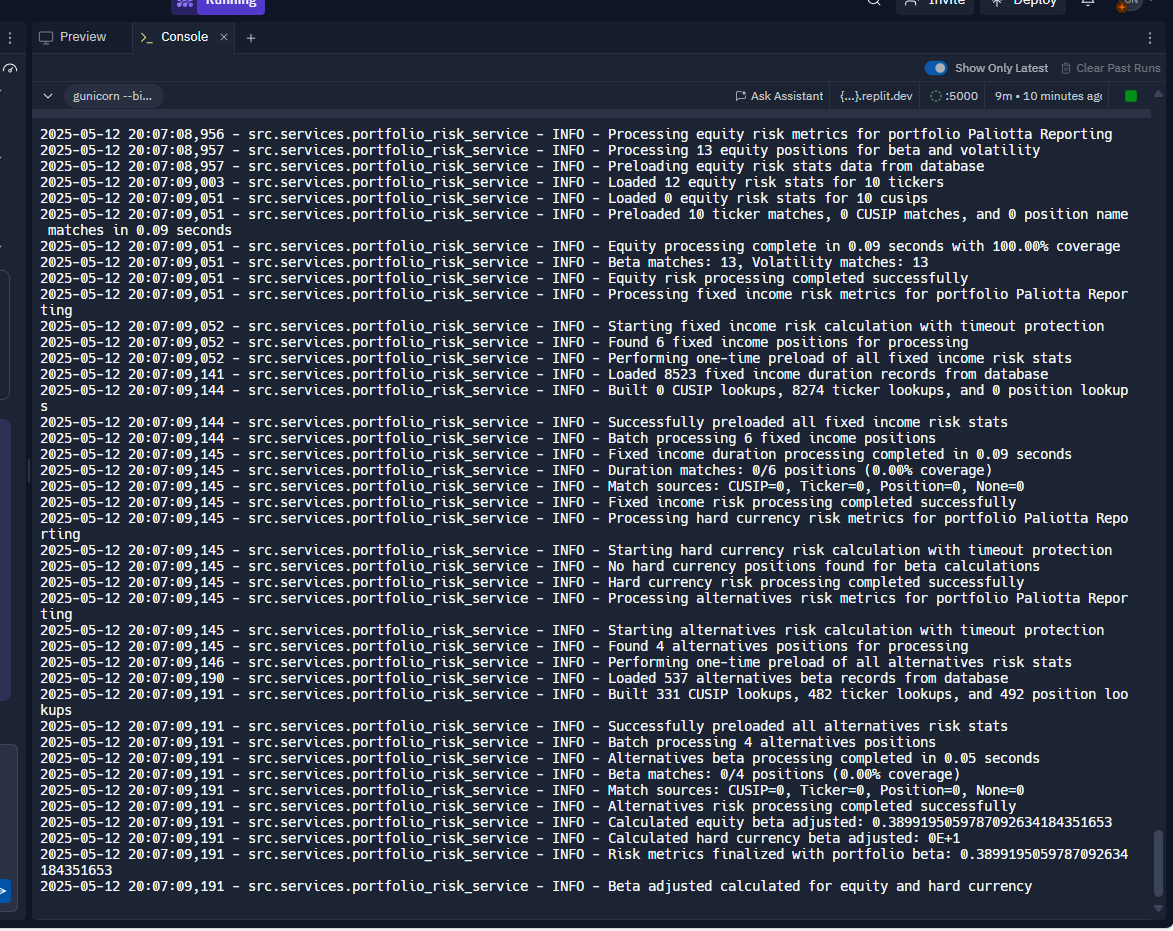 Running
Invite
Deploy
ON
Preview
Console
Show Only Latest
Clear Past Runs
gunicorn --bi...
Ask Assistant
{...}.replit.dev
:5000
9m • 10 minutes ago
2025-05-12 20:07:08,956 - src.services.portfolio_risk_service - INFO - Processing equity risk metrics for portfolio Paliotta Reporting
2025-05-12 20:07:08,957 - src.services.portfolio_risk_service - INFO - Processing 13 equity positions for beta and volatility
2025-05-12 20:07:08,957 - src.services.portfolio_risk_service - INFO - Preloading equity risk stats data from database
2025-05-12 20:07:09,003 - src.services.portfolio_risk_service - INFO - Loaded 12 equity risk stats for 10 tickers
2025-05-12 20:07:09,051 - src.services.portfolio_risk_service - INFO - Loaded 0 equity risk stats for 10 cusips
2025-05-12 20:07:09,051 - src.services.portfolio_risk_service - INFO - Preloaded 10 ticker matches, 0 CUSIP matches, and 0 position name
matches in 0.09 seconds
2025-05-12 20:07:09,051 - src.services.portfolio_risk_service - INFO - Equity processing complete in 0.09 seconds with 100.00% coverage
2025-05-12 20:07:09,051 - src.services.portfolio_risk_service - INFO - Beta matches: 13, Volatility matches: 13
2025-05-12 20:07:09,051 - src.services.portfolio_risk_service - INFO - Equity risk processing completed successfully
2025-05-12 20:07:09,051 - src.services.portfolio_risk_service - INFO - Processing fixed income risk metrics for portfolio Paliotta Repor
ting
2025-05-12 20:07:09,052 - src.services.portfolio_risk_service - INFO - Starting fixed income risk calculation with timeout protection
2025-05-12 20:07:09,052 - src.services.portfolio_risk_service - INFO - Found 6 fixed income positions for processing
2025-05-12 20:07:09,052 - src.services.portfolio_risk_service - INFO - Performing one-time preload of all fixed income risk stats
2025-05-12 20:07:09,141 - src.services.portfolio_risk_service - INFO - Loaded 8523 fixed income duration records from database
2025-05-12 20:07:09,144 - src.services.portfolio_risk_service - INFO - Built 0 CUSIP lookups, 8274 ticker lookups, and 0 position lookup
s
2025-05-12 20:07:09,144 - src.services.portfolio_risk_service - INFO - Successfully preloaded all fixed income risk stats
2025-05-12 20:07:09,144 - src.services.portfolio_risk_service - INFO - Batch processing 6 fixed income positions
2025-05-12 20:07:09,145 - src.services.portfolio_risk_service - INFO - Fixed income duration processing completed in 0.09 seconds
2025-05-12 20:07:09,145 - src.services.portfolio_risk_service - INFO - Duration matches: 0/6 positions (0.00% coverage)
2025-05-12 20:07:09,145 - src.services.portfolio_risk_service - INFO - Match sources: CUSIP=0, Ticker=0, Position=0, None=0
2025-05-12 20:07:09,145 - src.services.portfolio_risk_service - INFO - Fixed income risk processing completed successfully
2025-05-12 20:07:09,145 - src.services.portfolio_risk_service - INFO - Processing hard currency risk metrics for portfolio Paliotta Repo
rting
2025-05-12 20:07:09,145 - src.services.portfolio_risk_service - INFO - Starting hard currency risk calculation with timeout protection
2025-05-12 20:07:09,145 - src.services.portfolio_risk_service - INFO - No hard currency positions found for beta calculations
2025-05-12 20:07:09,145 - src.services.portfolio_risk_service - INFO - Hard currency risk processing completed successfully
2025-05-12 20:07:09,145 - src.services.portfolio_risk_service - INFO - Processing alternatives risk metrics for portfolio Paliotta Repor
ting
2025-05-12 20:07:09,145 - src.services.portfolio_risk_service - INFO - Starting alternatives risk calculation with timeout protection
2025-05-12 20:07:09,145 - src.services.portfolio_risk_service - INFO - Found 4 alternatives positions for processing
2025-05-12 20:07:09,146 - src.services.portfolio_risk_service - INFO - Performing one-time preload of all alternatives risk stats
2025-05-12 20:07:09,190 - src.services.portfolio_risk_service - INFO - Loaded 537 alternatives beta records from database
2025-05-12 20:07:09,191 - src.services.portfolio_risk_service - INFO - Built 331 CUSIP lookups, 482 ticker lookups, and 492 position loo
kups
2025-05-12 20:07:09,191 - src.services.portfolio_risk_service - INFO - Successfully preloaded all alternatives risk stats
2025-05-12 20:07:09,191 - src.services.portfolio_risk_service - INFO - Batch processing 4 alternatives positions
2025-05-12 20:07:09,191 - src.services.portfolio_risk_service - INFO - Alternatives beta processing completed in 0.05 seconds
2025-05-12 20:07:09,191 - src.services.portfolio_risk_service - INFO - Beta matches: 0/4 positions (0.00% coverage)
2025-05-12 20:07:09,191 - src.services.portfolio_risk_service - INFO - Match sources: CUSIP=0, Ticker=0, Position=0, None=0
2025-05-12 20:07:09,191 - src.services.portfolio_risk_service - INFO - Alternatives risk processing completed successfully
2025-05-12 20:07:09,191 - src.services.portfolio_risk_service - INFO - Calculated equity beta adjusted: 0.3899195059787092634184351653
2025-05-12 20:07:09,191 - src.services.portfolio_risk_service - INFO - Calculated hard currency beta adjusted: 0E+1
2025-05-12 20:07:09,191 - src.services.portfolio_risk_service - INFO - Risk metrics finalized with portfolio beta: 0.3899195059787092634
184351653
2025-05-12 20:07:09,191 - src.services.portfolio_risk_service - INFO - Beta adjusted calculated for equity and hard currency